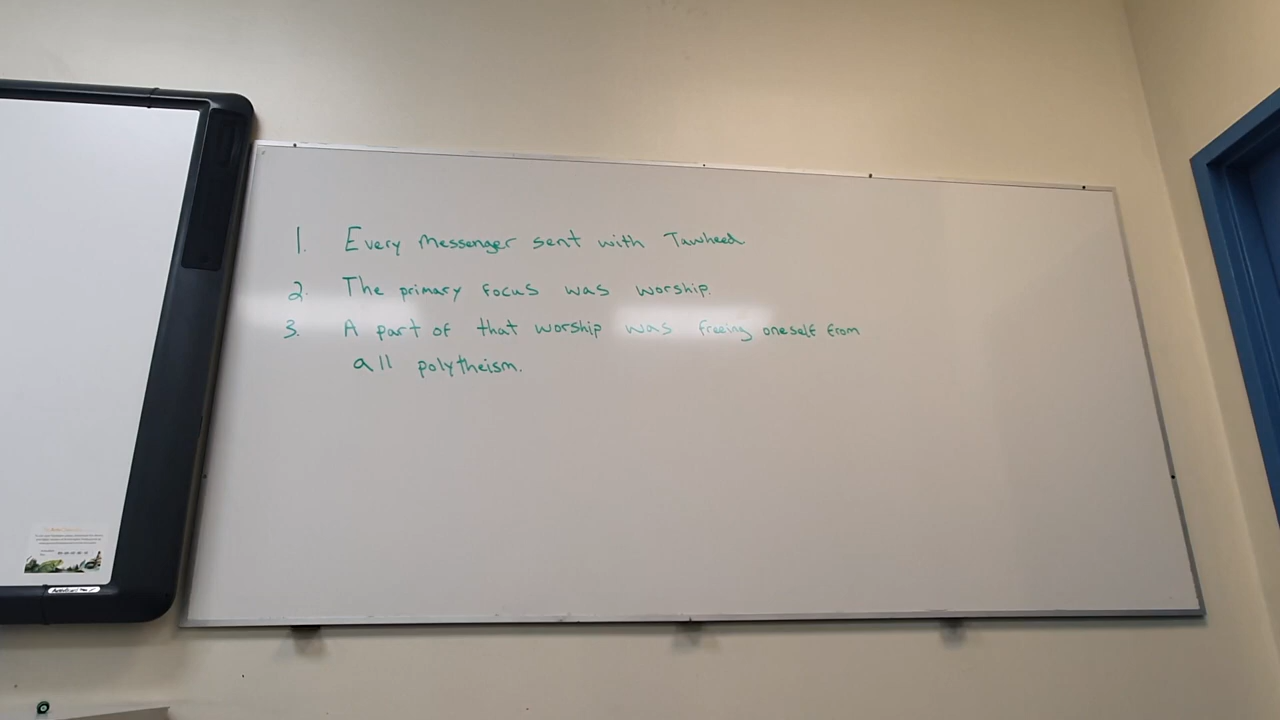 1. Every Messenger sent with Tawheed
2. The primary focus was worship.
3. A part of that worship was freeing oneself from
all polytheism.